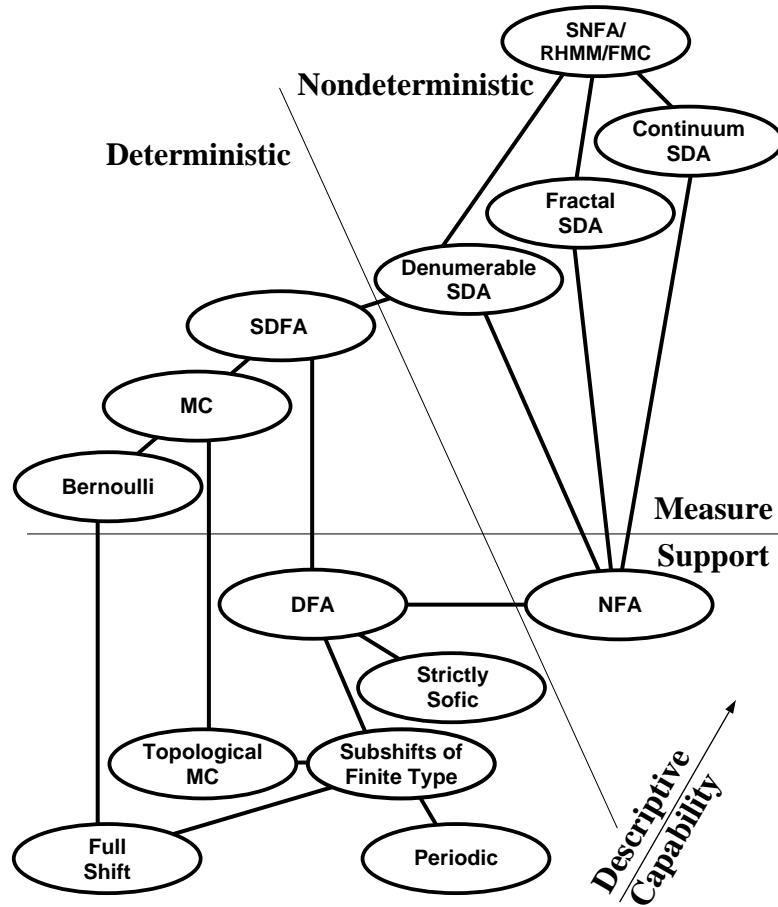 SNFA/
RHMM/FMC
Nondeterministic
Continuum
SDA
Deterministic
Fractal
SDA
Denumerable
SDA
SDFA
MC
Bernoulli
Measure
Support
DFA
NFA
Strictly
Sofic
Topological
MC
Subshifts of
Finite Type
Full
Shift
Periodic
Descriptive
Capability